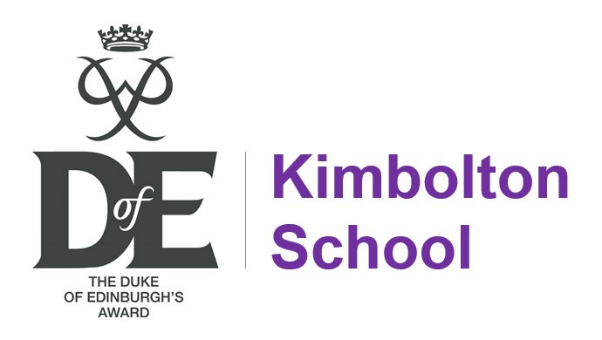 DofE
THE DUKE
OF EDINBURGH'S
AWARD
Kimbolton
School